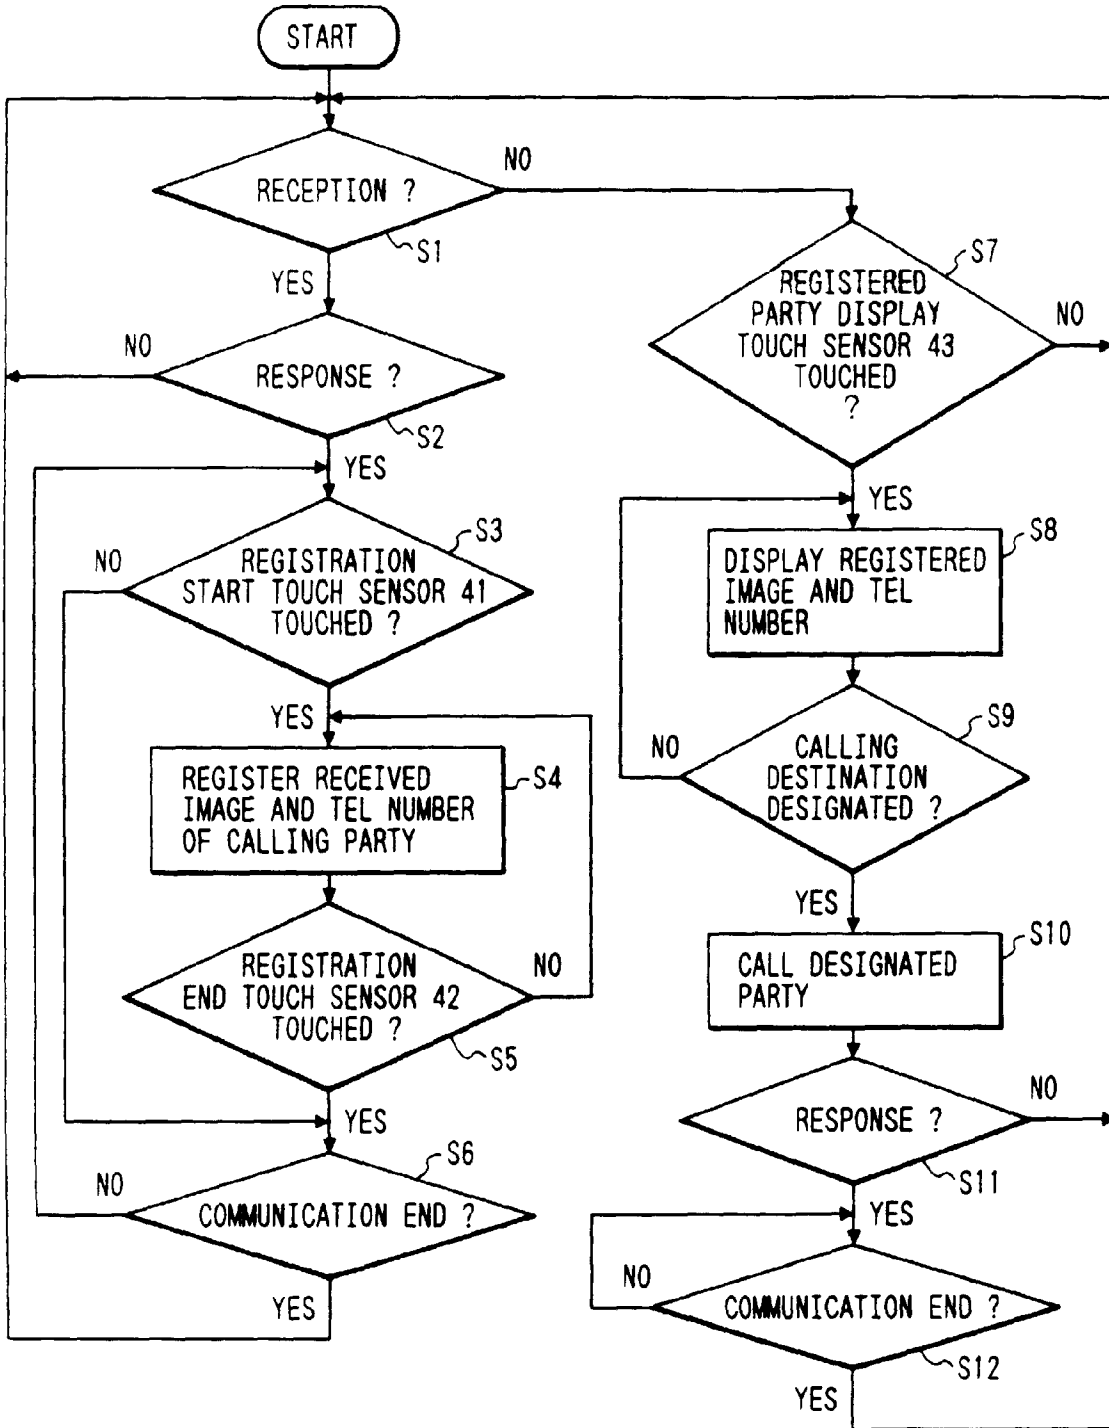 START
RECEPTION ?
S1
NO
YES
RESPONSE ?
S2
NO
YES
REGISTRATION
START TOUCH SENSOR 41
TOUCHED ?
S3
NO
YES
REGISTER RECEIVED
IMAGE AND TEL NUMBER
OF CALLING PARTY
S4
REGISTRATION
END TOUCH SENSOR 42
TOUCHED ?
S5
NO
YES
COMMUNICATION END ?
S6
NO
YES
REGISTERED
PARTY DISPLAY
TOUCH SENSOR 43
TOUCHED
?
S7
NO
YES
DISPLAY REGISTERED
IMAGE AND TEL
NUMBER
S8
CALLING
DESTINATION
DESIGNATED ?
S9
NO
YES
CALL DESIGNATED
PARTY
S10
RESPONSE ?
S11
NO
YES
COMMUNICATION END ?
S12
NO
YES